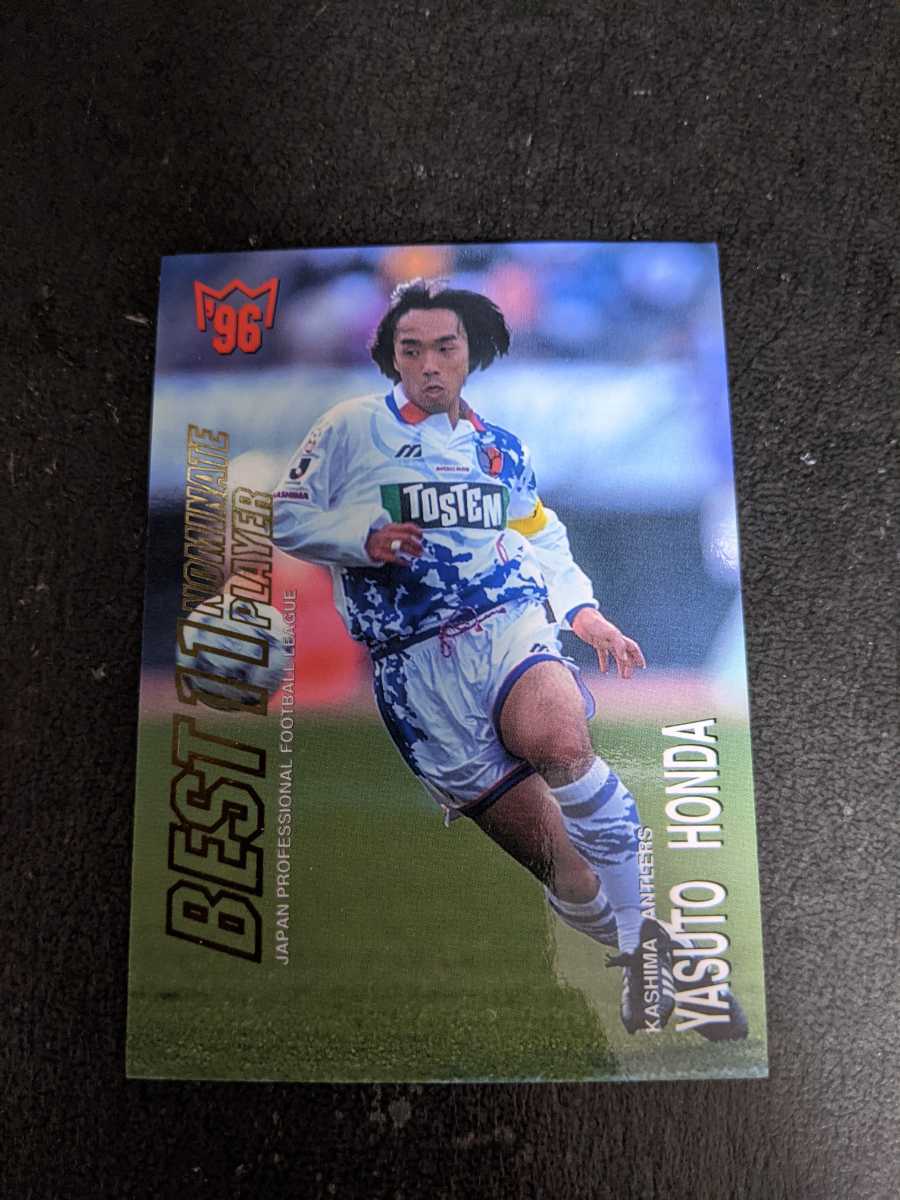 '96
BEST 11
NOMINATE
PLAYER
JAPAN PROFESSIONAL FOOTBALL LEAGUE
J
TOSTEM
KASHIMA ANTLERS
YASUTO HONDA